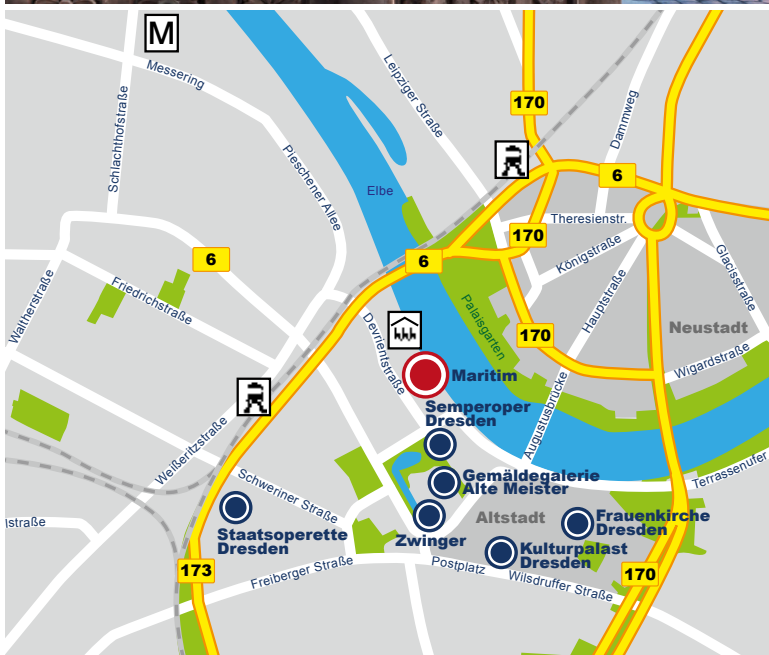 M
Messering
Schlachthofstraße
Leipziger Straße
170
Dammweg
Pieschener Allee
Elbe
6
Theresienstr.
170
Königstraße
6
6
Glacisstraße
Waltherstraße
Friedrichstraße
Hauptstraße
Palaisgarten
Devrientstraße
170
Neustadt
Wigardstraße
Maritim
Augustusbrücke
Semperoper
Dresden
Weißeritzstraße
Gemäldegalerie
Alte Meister
Terrassenufer
Schweriner Straße
lstraße
Staatsoperette
Dresden
Zwinger
Altstadt
Frauenkirche
Dresden
Kulturpalast
Dresden
173
Freiberger Straße
Postplatz
Wilsdruffer Straße
170